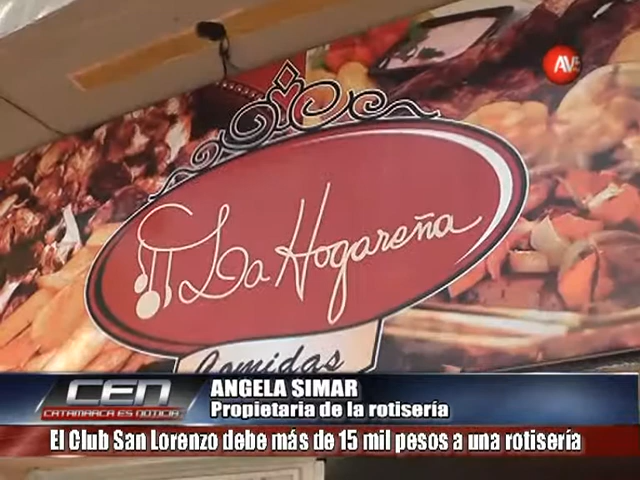 AV
La Hogareña
Comidas
CEN
CATAMARCA ES NOTICIA
ANGELA SIMAR
Propietaria de la rotisería
El Club San Lorenzo debe más de 15 mil pesos a una rotisería